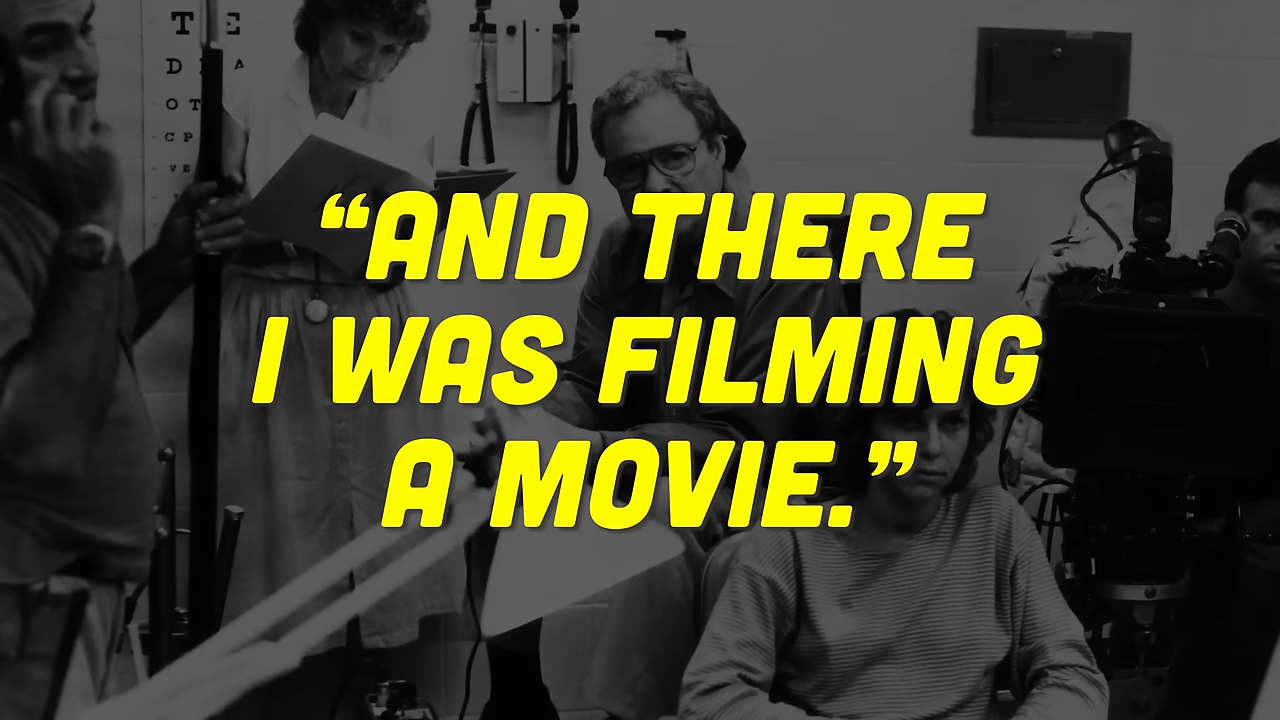 “AND THERE
I WAS FILMING
A MOVIE.”
T E
D
O T
C P
V E